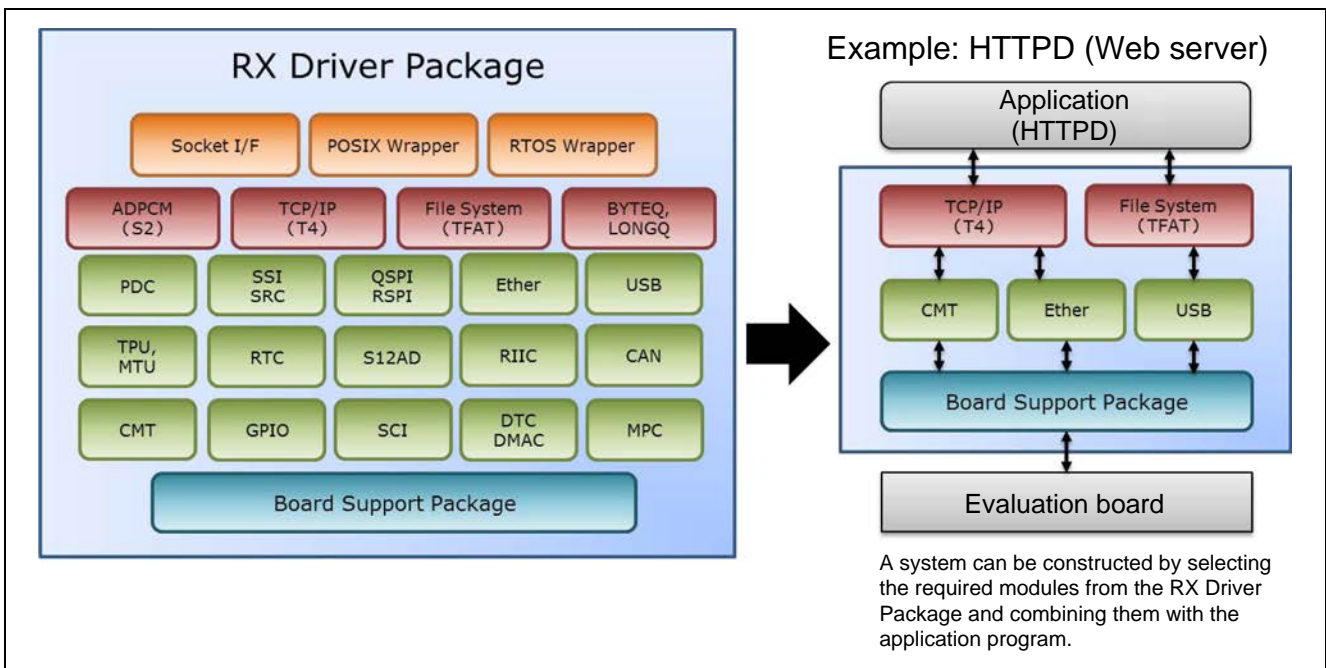 RX Driver Package
Socket I/F
POSIX Wrapper
RTOS Wrapper
ADPCM
(S2)
TCP/IP
(T4)
File System
(TFAT)
BYTEQ,
LONGQ
PDC
SSI
SRC
QSPI
RSPI
Ether
USB
TPU,
MTU
RTC
S12AD
RIIC
CAN
CMT
GPIO
SCI
DTC
DMAC
MPC
Board Support Package
Example: HTTPD (Web server)
Application
(HTTPD)
TCP/IP
(T4)
File System
(TFAT)
CMT
Ether
USB
Board Support Package
Evaluation board
A system can be constructed by selecting
the required modules from the RX Driver
Package and combining them with the
application program.